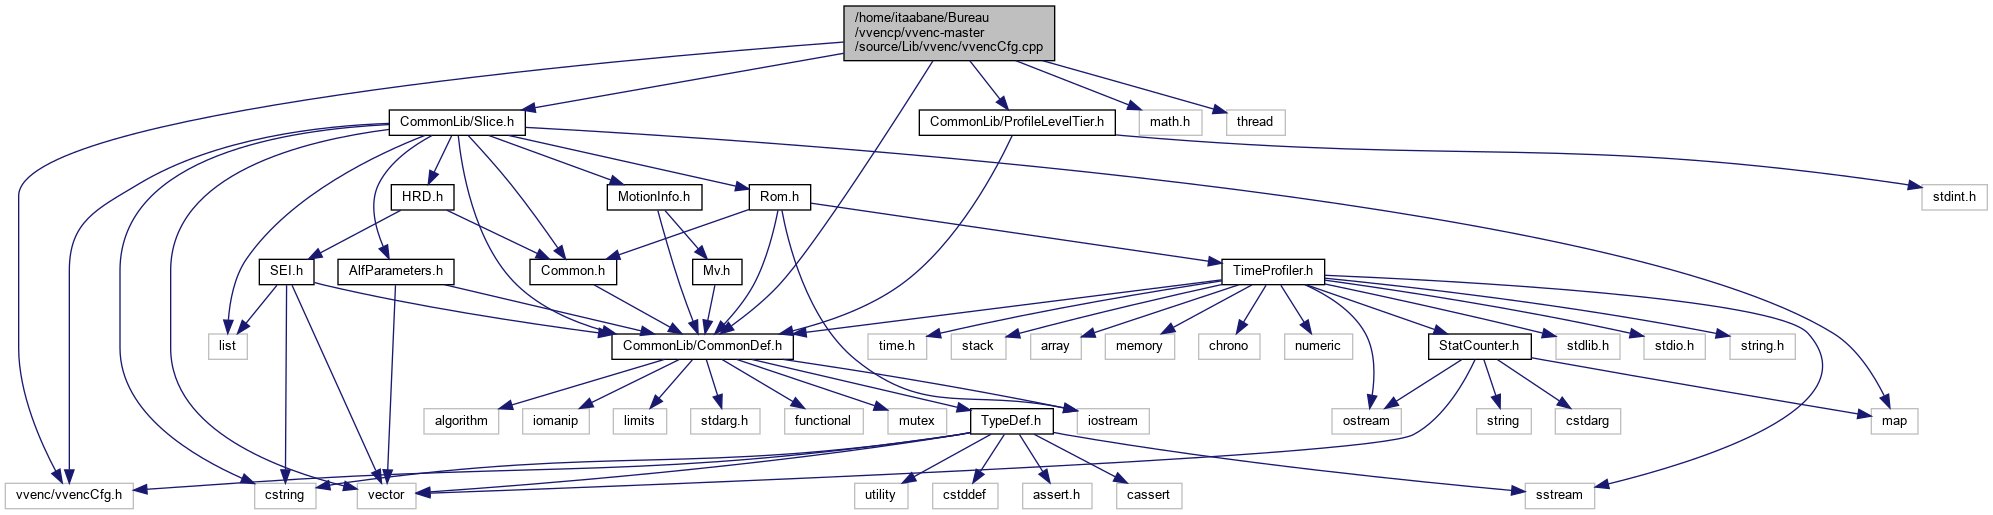 /home/itaabane/Bureau
/vvencp/vvenc-master
/source/Lib/vvenc/vvencCfg.cpp
CommonLib/Slice.h
CommonLib/ProfileLevelTier.h
math.h
thread
HRD.h
MotionInfo.h
Rom.h
stdint.h
SEI.h
AlfParameters.h
Common.h
Mv.h
TimeProfiler.h
list
CommonLib/CommonDef.h
time.h
stack
array
memory
chrono
numeric
StatCounter.h
stdlib.h
stdio.h
string.h
algorithm
iomanip
limits
stdarg.h
functional
mutex
TypeDef.h
iostream
ostream
string
cstdarg
map
vvenc/vvencCfg.h
cstring
vector
utility
cstddef
assert.h
cassert
sstream